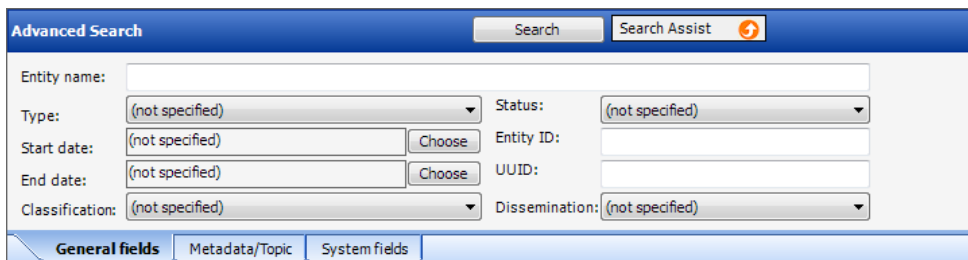 Advanced Search Search Search Assist
Entity name:
Type: (not specified) Status: (not specified)
Start date: (not specified) Choose Entity ID:
End date: (not specified) Choose UUID:
Classification: (not specified) Dissemination: (not specified)
General fields Metadata/Topic System fields